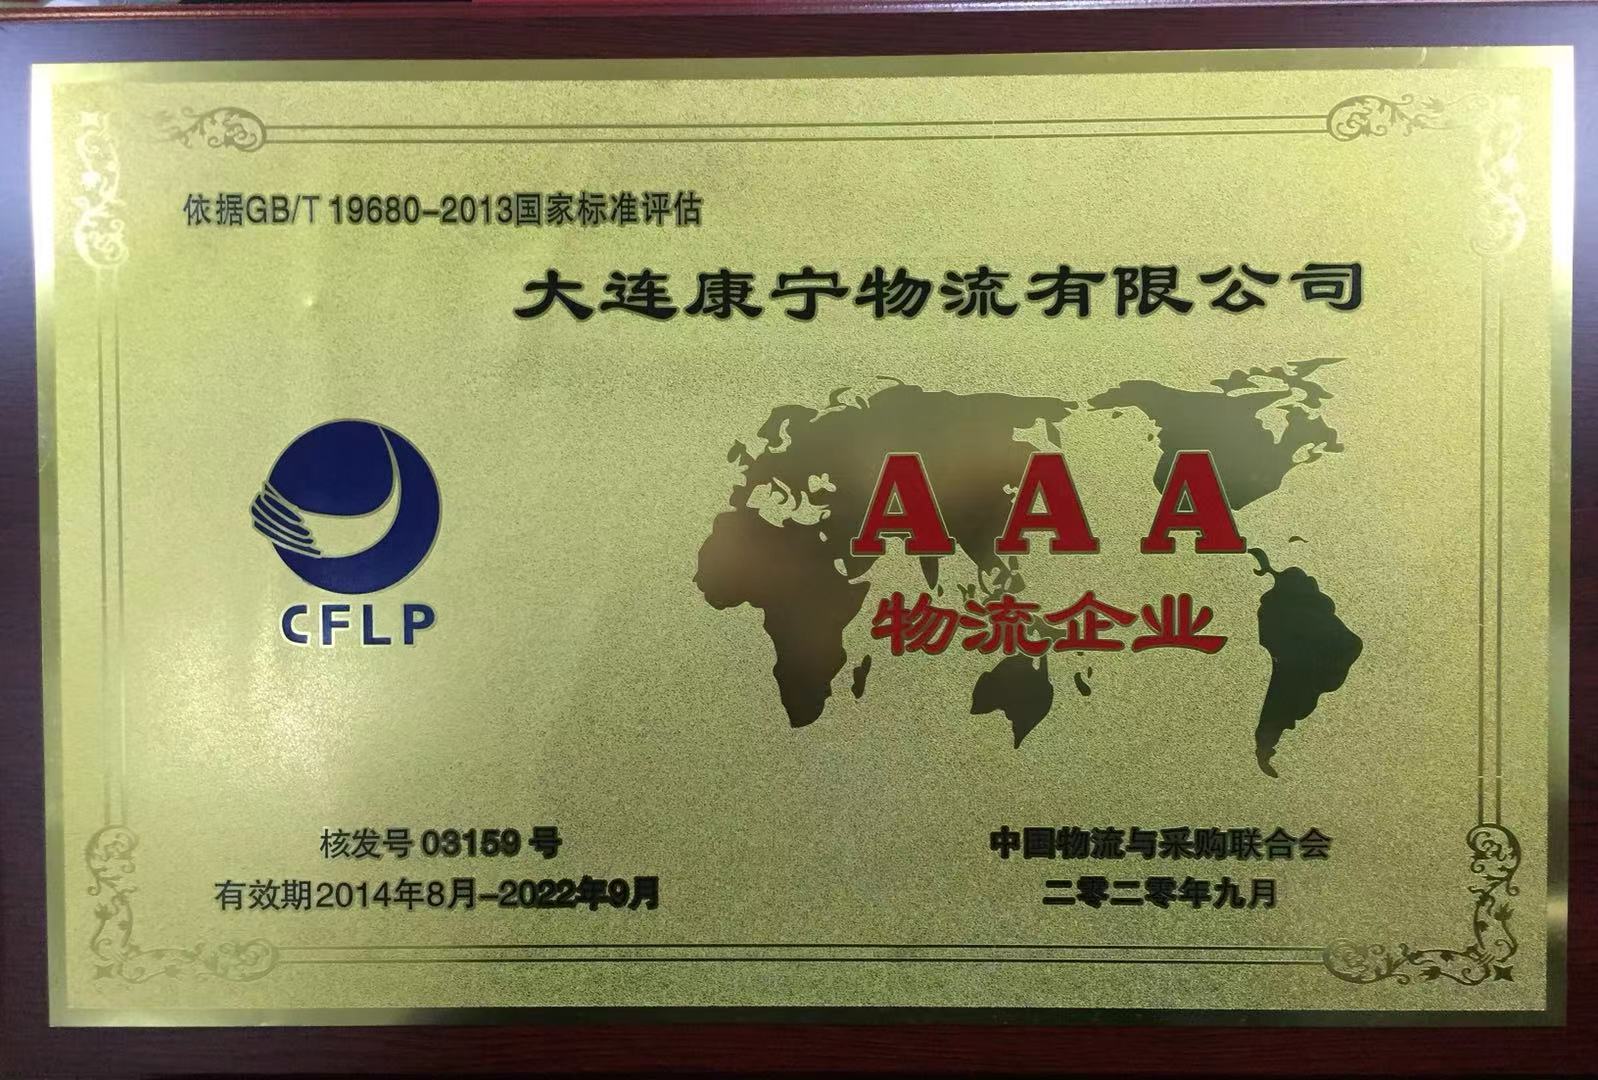 依据GB/T 19680-2013国家标准评估
大连康宁物流有限公司
AAA
物流企业
CFLP
核发号 03159 号
有效期2014年8月-2022年9月
中国物流与采购联合会
二零二零年九月